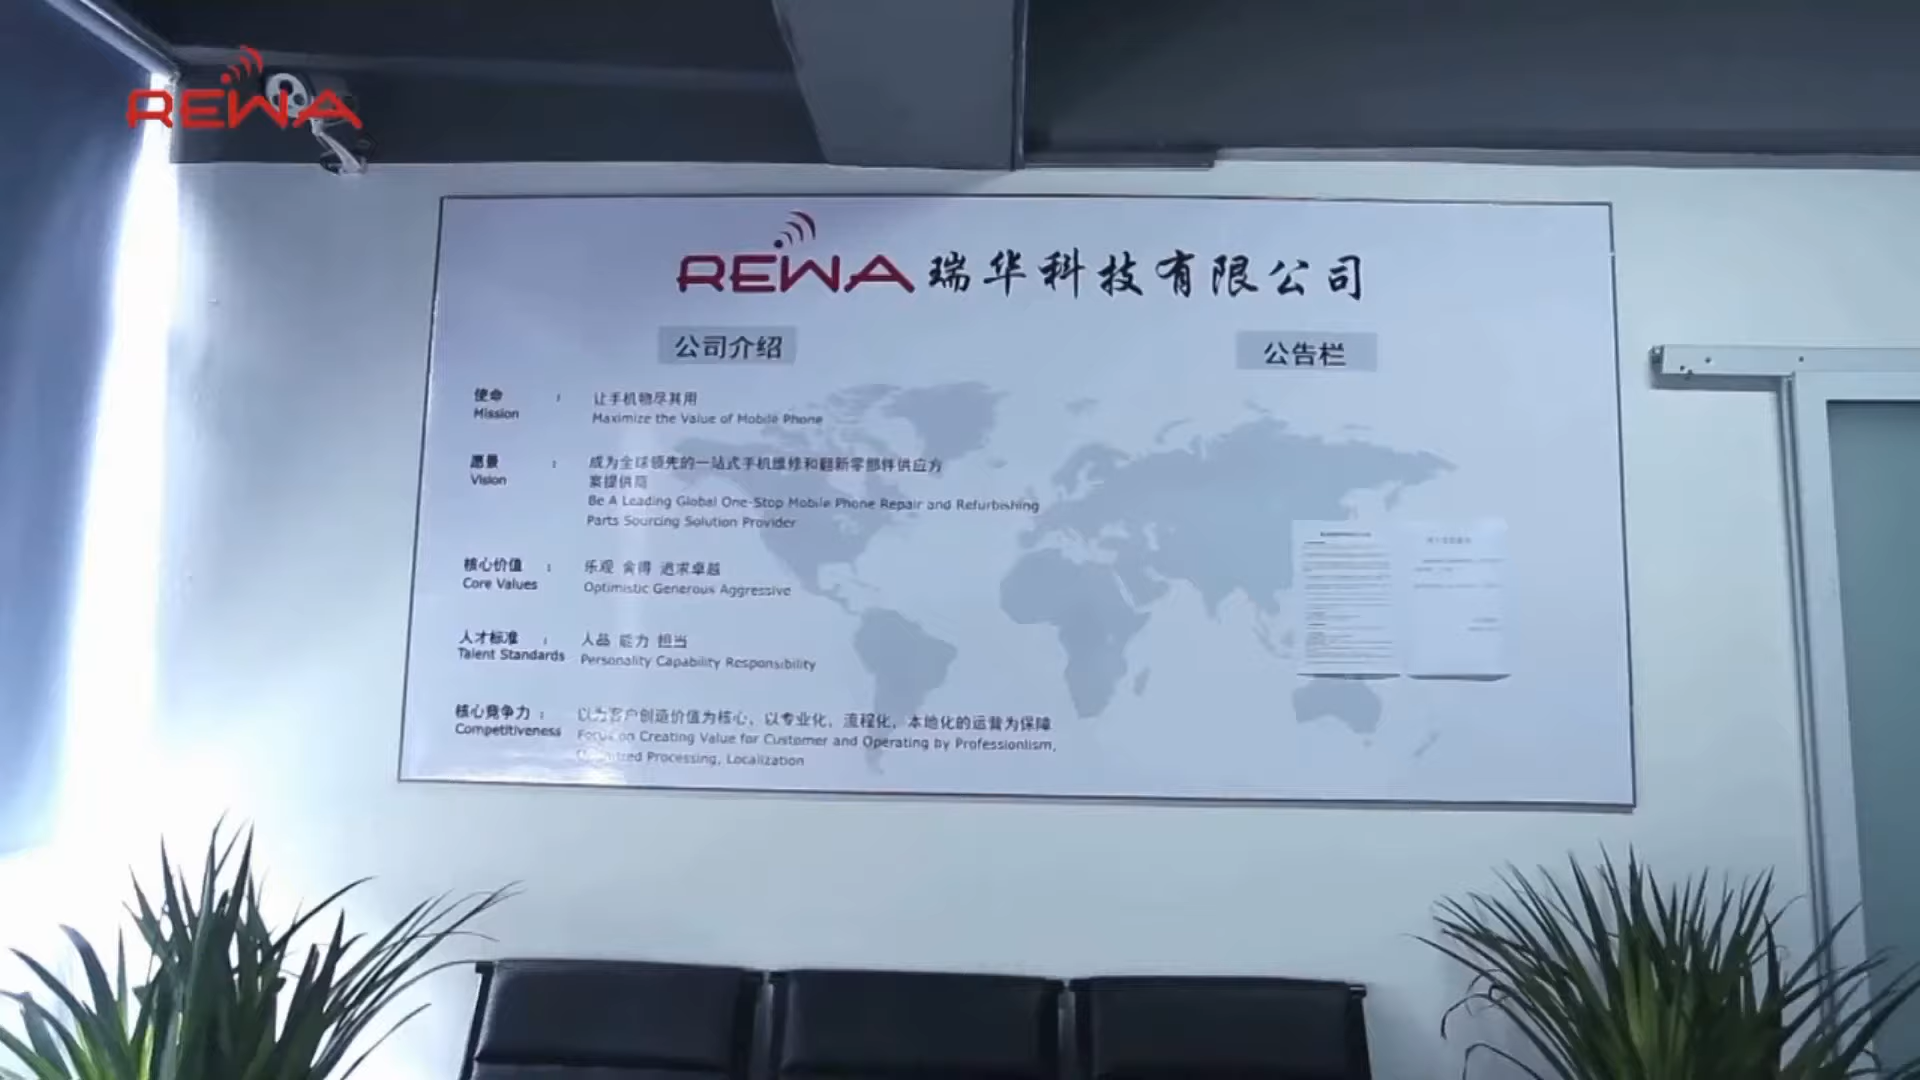 REWA
REWA 瑞华科技有限公司
公司介绍
公告栏
使命 : 让手机物尽其用
Mission Maximize the Value of Mobile Phone
愿景 : 成为全球领先的一站式手机维修和翻新零部件供应方
案提供商
Vision Be A Leading Global One-Stop Mobile Phone Repair and Refurbishing
Parts Sourcing Solution Provider
核心价值 : 乐观 舍得 追求卓越
Core Values Optimistic Generous Aggressive
人才标准 : 人品 能力 担当
Talent Standards Personality Capability Responsibility
核心竞争力 : 以为客户创造价值为核心、以专业化、流程化、本地化的运营为保障
Competitiveness Focus on Creating Value for Customer and Operating by Professionlism,
Processing, Localization